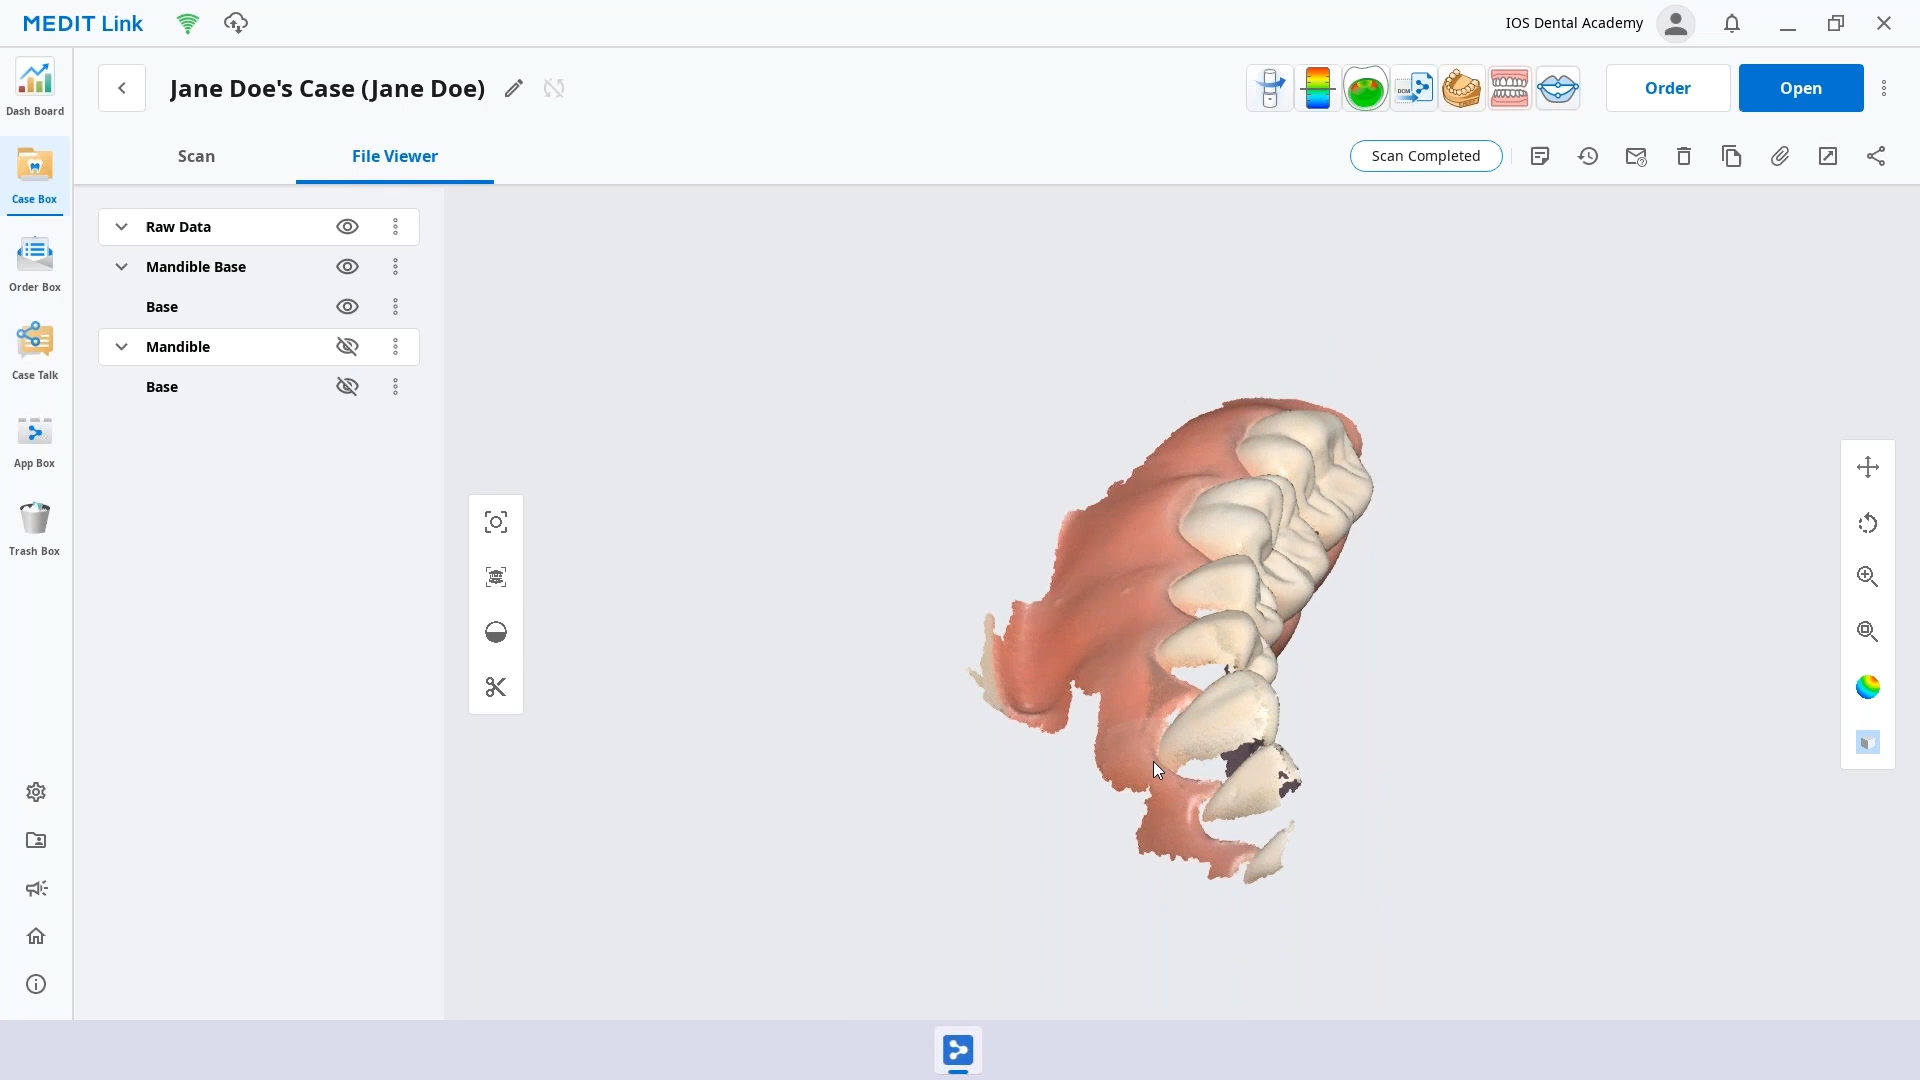 MEDIT Link
IOS Dental Academy
Dash Board
Case Box
Order Box
Case Talk
App Box
Trash Box
Jane Doe's Case (Jane Doe)
DCM
Order
Open
Scan
File Viewer
Scan Completed
Raw Data
Mandible Base
Base
Mandible
Base